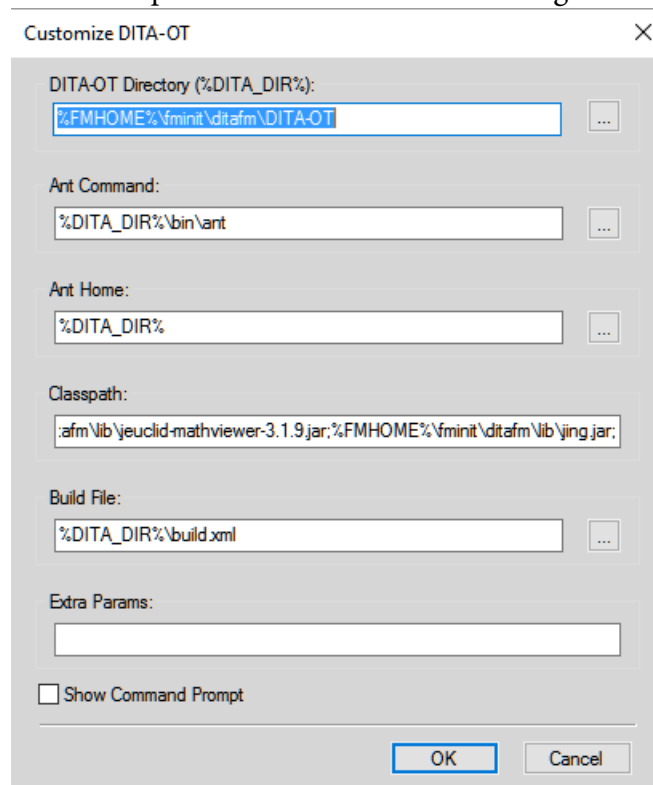 Customize DITA-OT
DITA-OT Directory (%DITA_DIR%):
%FMHOME%\fminit\ditafm\DITA-OT
...
Ant Command:
%DITA_DIR%\bin\ant
...
Ant Home:
%DITA_DIR%
...
Classpath:
:afm\lib\jeuclid-mathviewer-3.1.9.jar;%FMHOME%\fminit\ditafm\lib\jing.jar;
Build File:
%DITA_DIR%\build.xml
...
Extra Params:
Show Command Prompt
OK Cancel